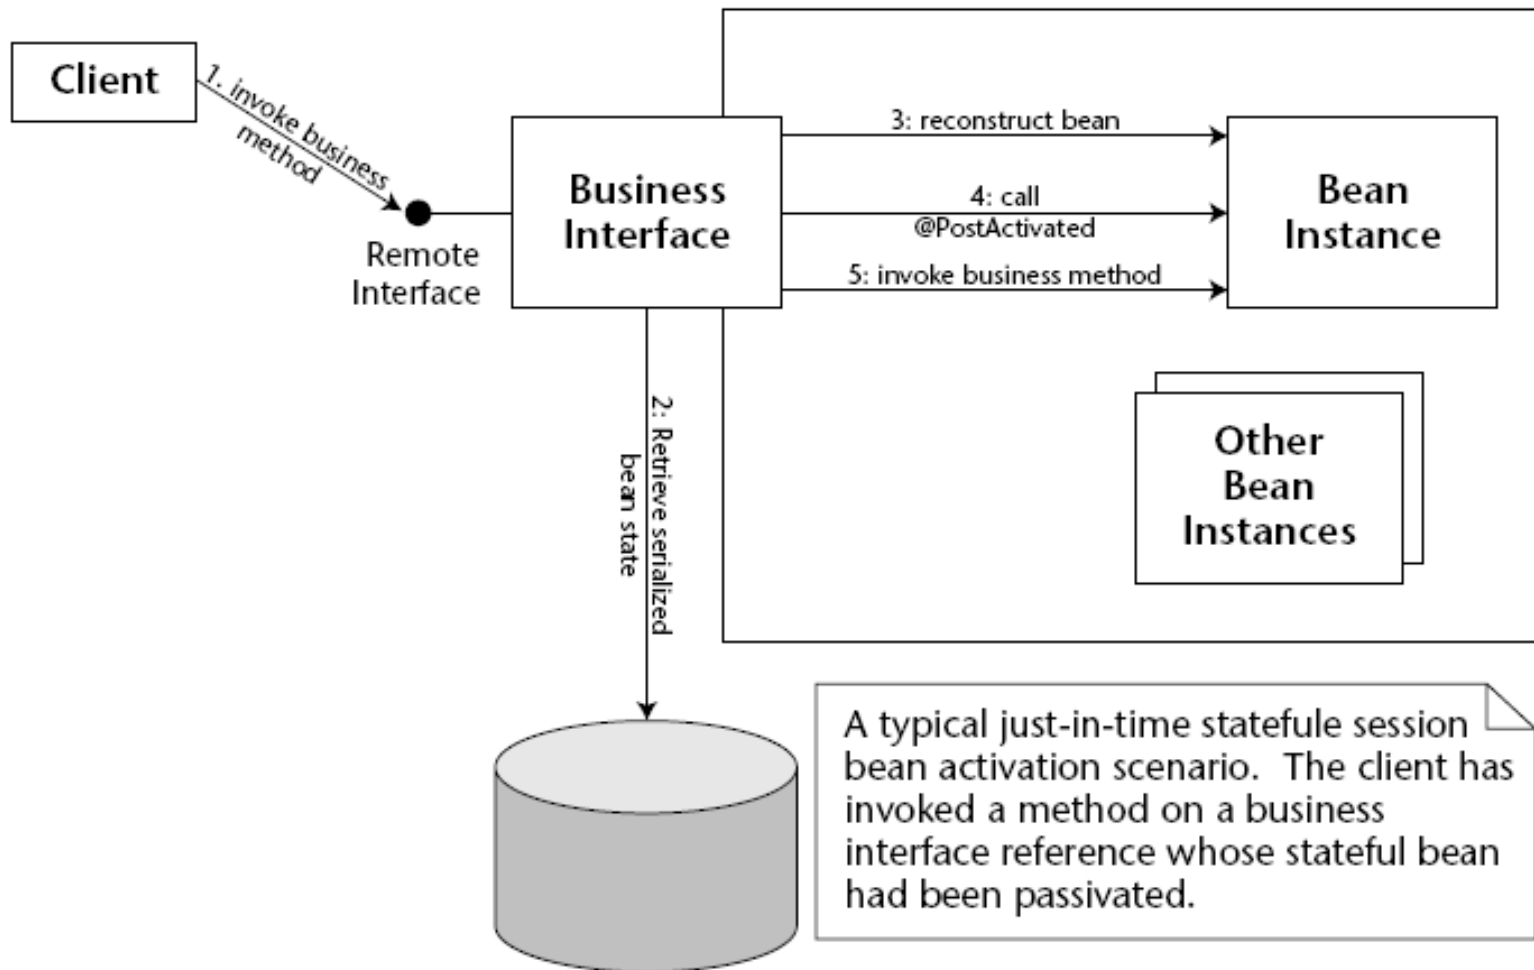 Client
1. invoke business
method
Remote
Interface
Business
Interface
3: reconstruct bean
4: call
@PostActivated
5: invoke business method
Bean
Instance
2: Retrieve serialized
bean state
Other
Bean
Instances
A typical just-in-time statefule session
bean activation scenario. The client has
invoked a method on a business
interface reference whose stateful bean
had been passivated.